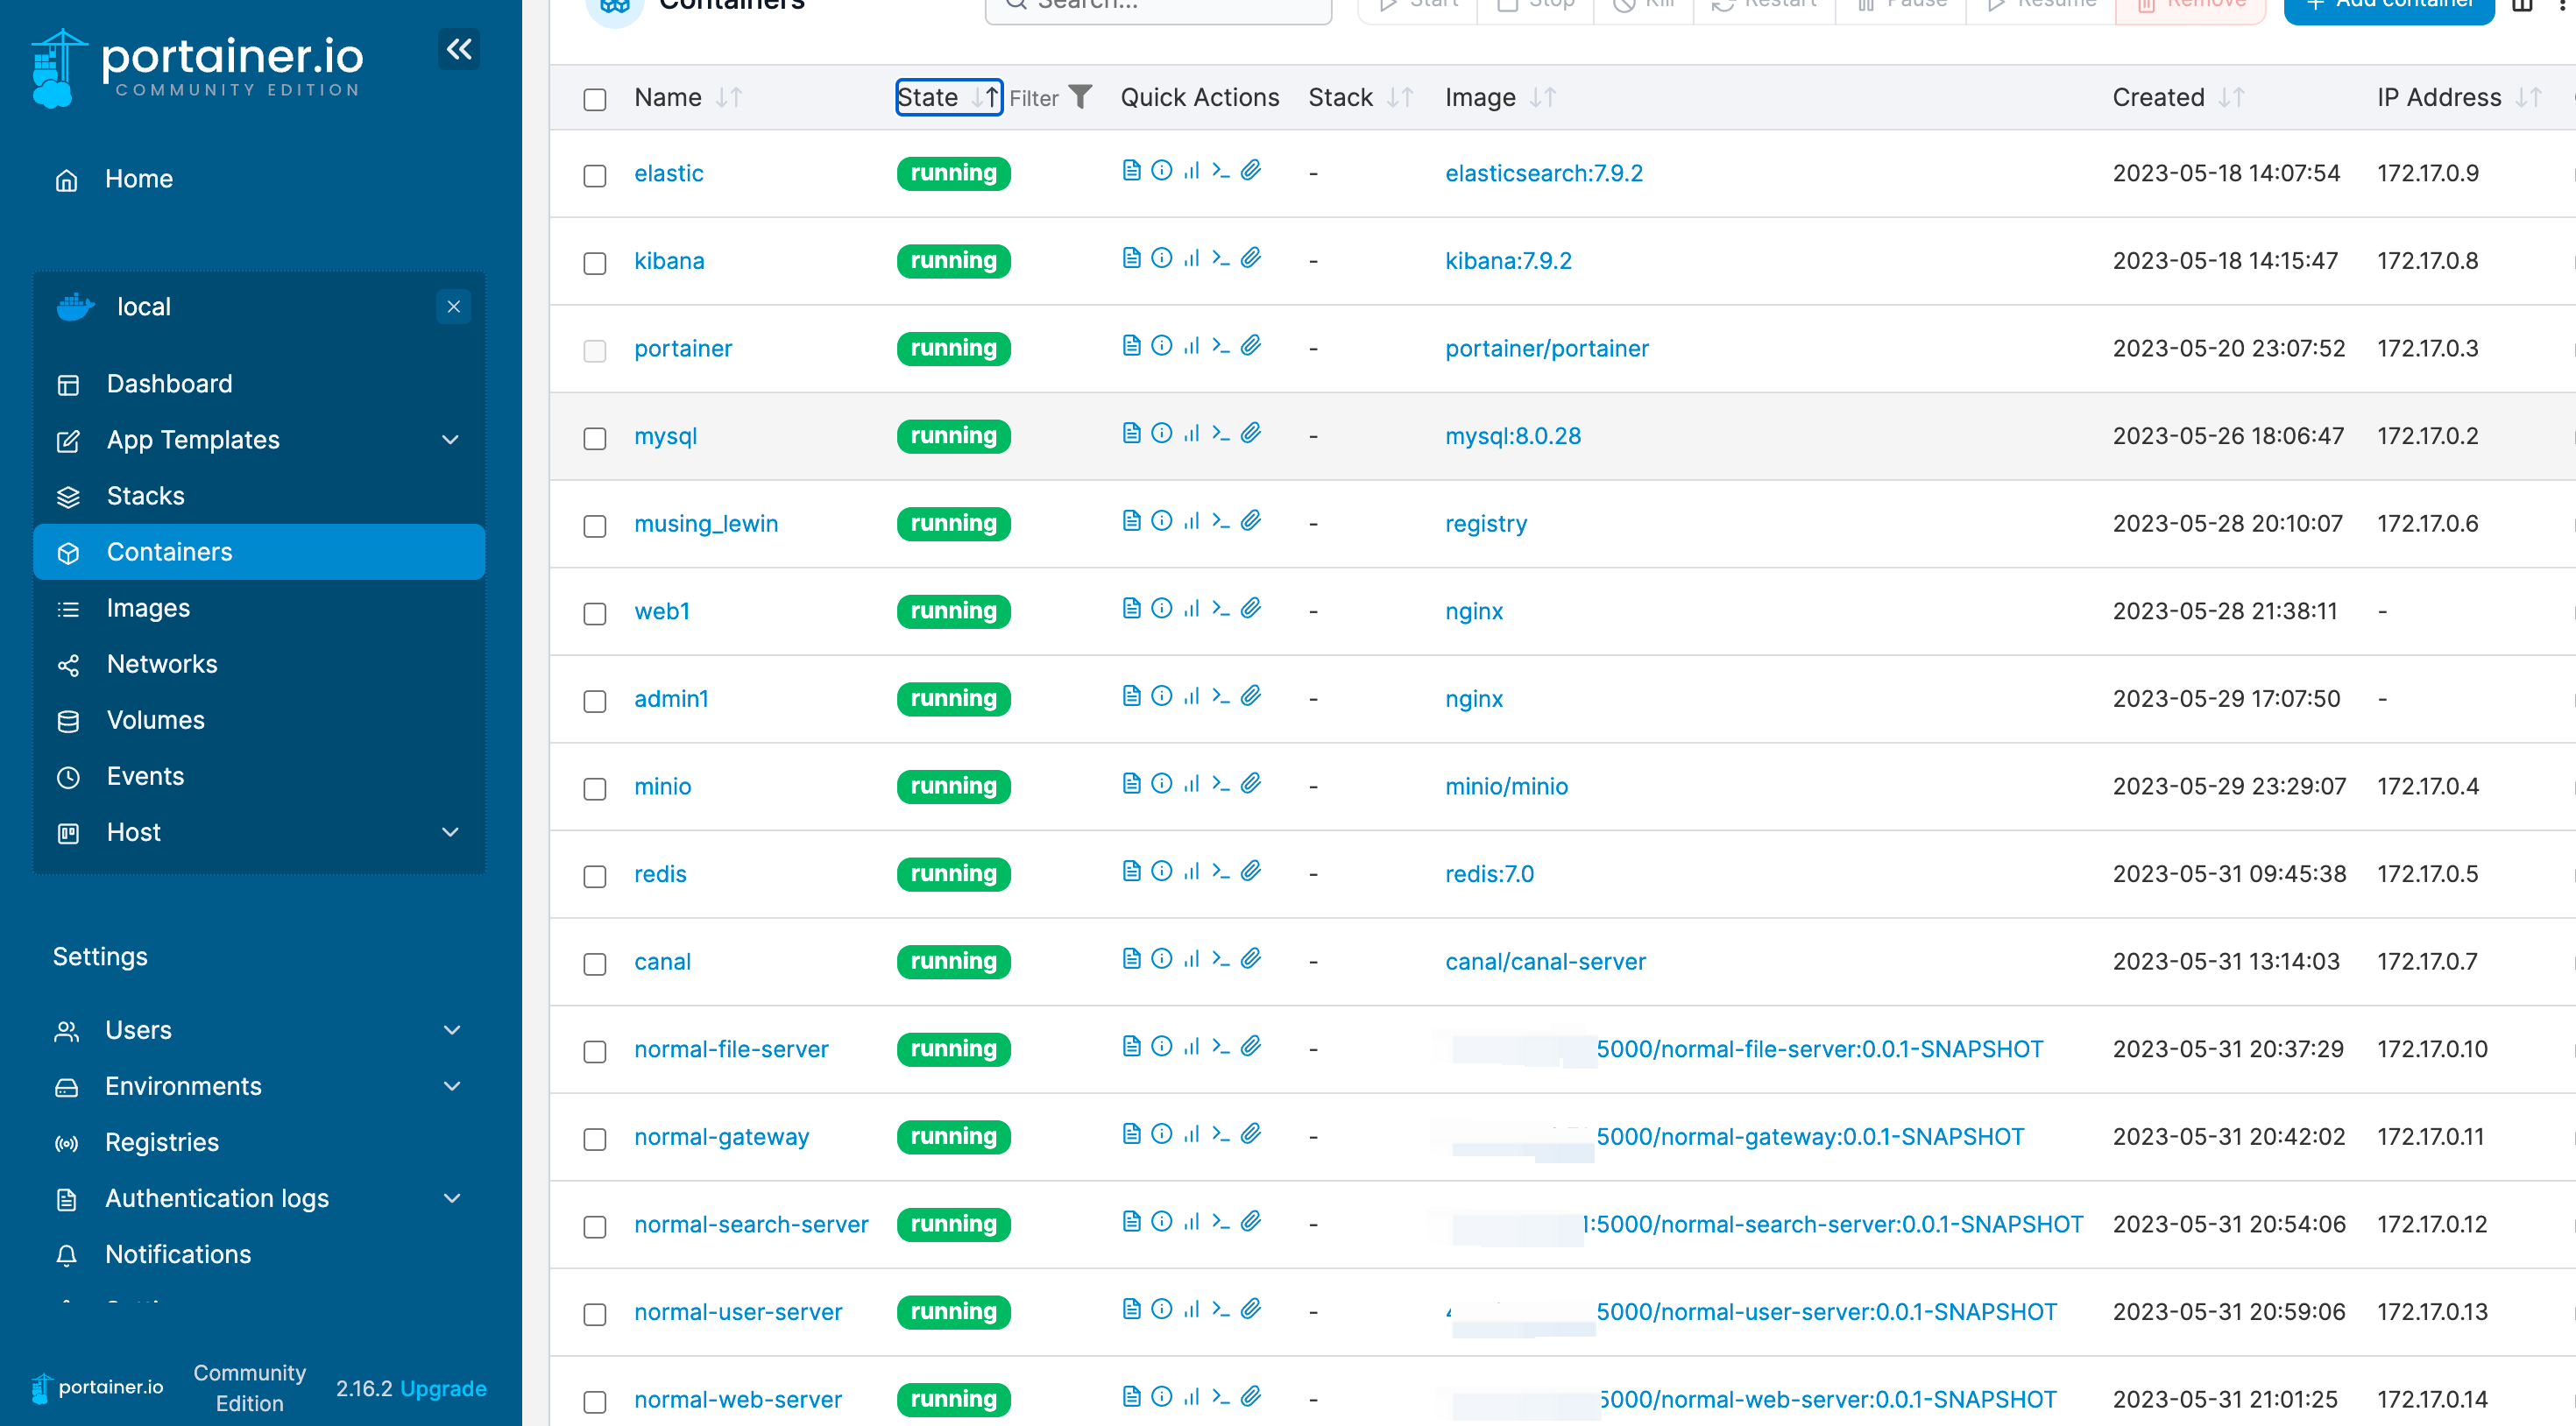 portainer.io
COMMUNITY EDITION
Home
local
Dashboard
App Templates
Stacks
Containers
Images
Networks
Volumes
Events
Host
Settings
Users
Environments
Registries
Authentication logs
Notifications
portainer.io Community Edition 2.16.2 Upgrade
Containers Search... Start Stop Kill Restart Pause Resume Remove + Add container
Name State Filter Quick Actions Stack Image Created IP Address
elastic running - elasticsearch:7.9.2 2023-05-18 14:07:54 172.17.0.9
kibana running - kibana:7.9.2 2023-05-18 14:15:47 172.17.0.8
portainer running - portainer/portainer 2023-05-20 23:07:52 172.17.0.3
mysql running - mysql:8.0.28 2023-05-26 18:06:47 172.17.0.2
musing_lewin running - registry 2023-05-28 20:10:07 172.17.0.6
web1 running - nginx 2023-05-28 21:38:11 -
admin1 running - nginx 2023-05-29 17:07:50 -
minio running - minio/minio 2023-05-29 23:29:07 172.17.0.4
redis running - redis:7.0 2023-05-31 09:45:38 172.17.0.5
canal running - canal/canal-server 2023-05-31 13:14:03 172.17.0.7
normal-file-server running - 5000/normal-file-server:0.0.1-SNAPSHOT 2023-05-31 20:37:29 172.17.0.10
normal-gateway running - 5000/normal-gateway:0.0.1-SNAPSHOT 2023-05-31 20:42:02 172.17.0.11
normal-search-server running - :5000/normal-search-server:0.0.1-SNAPSHOT 2023-05-31 20:54:06 172.17.0.12
normal-user-server running - 5000/normal-user-server:0.0.1-SNAPSHOT 2023-05-31 20:59:06 172.17.0.13
normal-web-server running - 5000/normal-web-server:0.0.1-SNAPSHOT 2023-05-31 21:01:25 172.17.0.14